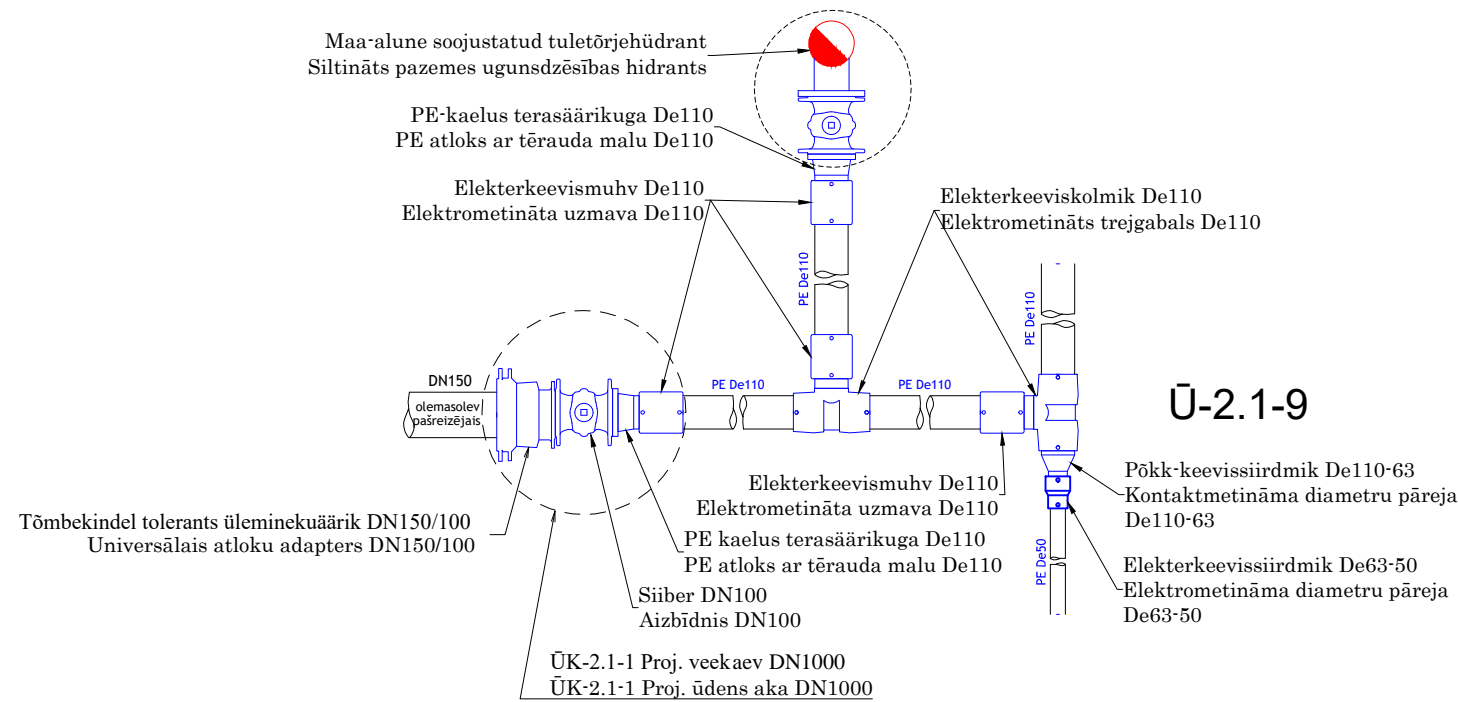 Maa-alune soojustatud tuletõrjehüdrant
Siltināts pazemes ugunsdzēsības hidrants
PE-kaelus terasäärikuga De110
PE atloks ar tērauda malu De110
Elekterkeevismuhv De110
Elektrometināta uzmava De110
Elekterkeeviskolmik De110
Elektrometināts trejgabals De110
PE De110
PE De110
DN150
olemasolev
pašreizējais
PE De110
PE De110
Ū-2.1-9
Elekterkeevismuhv De110
Elektrometināta uzmava De110
Põkk-keevissiirdmik De110-63
Kontaktmetināma diametru pāreja
De110-63
Tõmbekindel tolerants üleminekuäärik DN150/100
Universālais atloku adapters DN150/100
PE kaelus terasäärikuga De110
PE atloks ar tērauda malu De110
PE De50
Elekterkeevissiirdmik De63-50
Elektrometināma diametru pāreja
De63-50
Siiber DN100
Aizbīdnis DN100
ŪK-2.1-1 Proj. veekaev DN1000
ŪK-2.1-1 Proj. ūdens aka DN1000